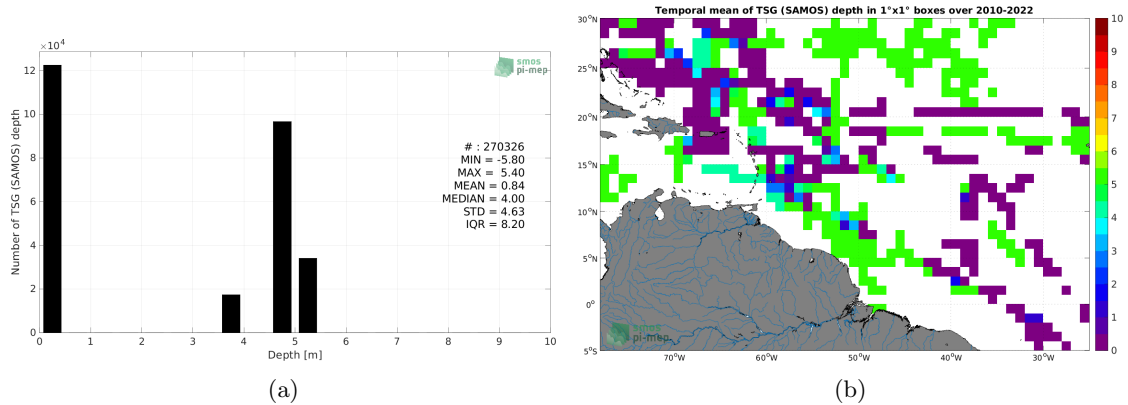 ×10⁴
12
10
8
6
4
2
0
Number of TSG (SAMOS) depth
0 1 2 3 4 5 6 7 8 9 10
Depth [m]
smos
pi-mep
# : 270326
MIN = -5.80
MAX = 5.40
MEAN = 0.84
MEDIAN = 4.00
STD = 4.63
IQR = 8.20
(a)
Temporal mean of TSG (SAMOS) depth in 1°x1° boxes over 2010-2022
30°N
25°N
20°N
15°N
10°N
5°N
0°
5°S
70°W 60°W 50°W 40°W 30°W
smos
pi-mep
10
9
8
7
6
5
4
3
2
1
0
(b)